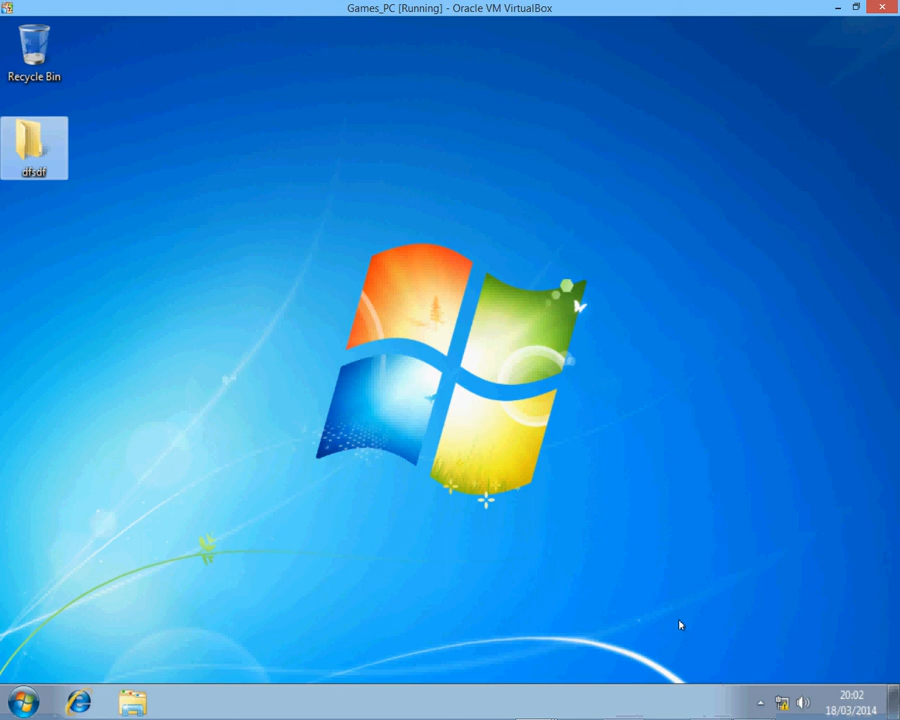 Games_PC [Running] - Oracle VM VirtualBox
Recycle Bin
dfsdf
20:02
18/03/2014